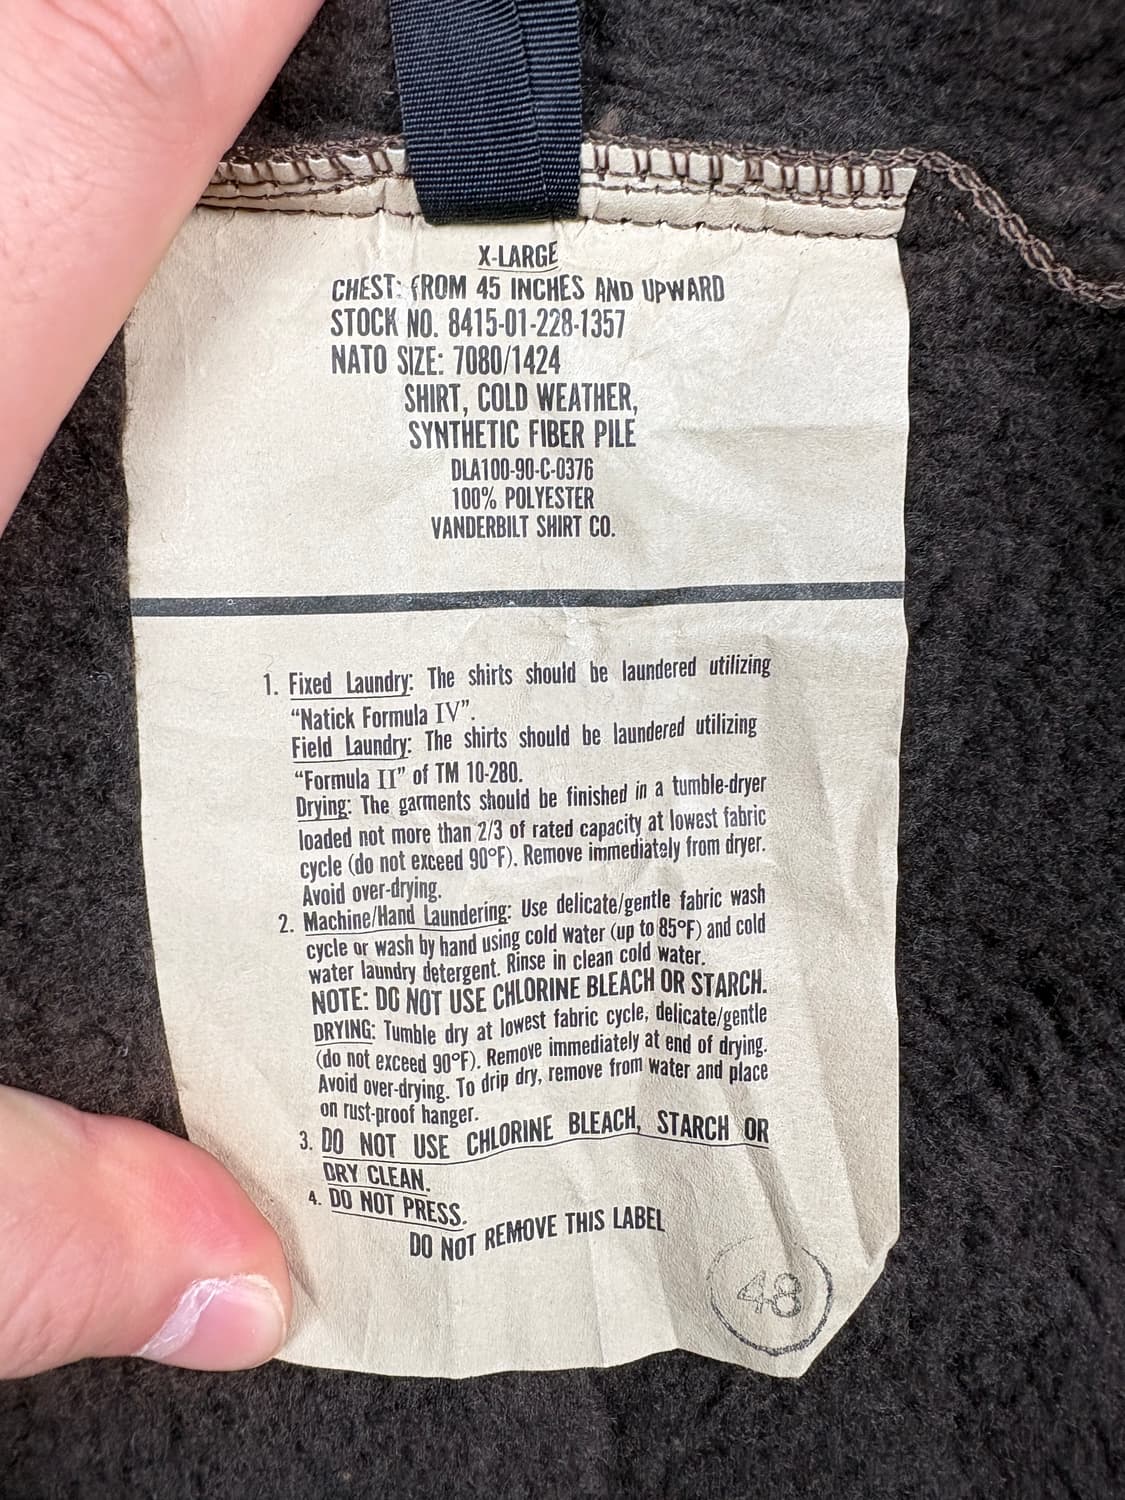 X-LARGE
CHEST: FROM 45 INCHES AND UPWARD
STOCK NO. 8415-01-228-1357
NATO SIZE: 7080/1424
SHIRT, COLD WEATHER,
SYNTHETIC FIBER PILE
DLA100-90-C-0376
100% POLYESTER
VANDERBILT SHIRT CO.
1. Fixed Laundry: The shirts should be laundered utilizing
“Natick Formula IV”.
Field Laundry: The shirts should be laundered utilizing
“Formula II” of TM 10-280.
Drying: The garments should be finished in a tumble-dryer
loaded not more than 2/3 of rated capacity at lowest fabric
cycle (do not exceed 90°F). Remove immediately from dryer.
Avoid over-drying.
2. Machine/Hand Laundering: Use delicate/gentle fabric wash
cycle or wash by hand using cold water (up to 85°F) and cold
water laundry detergent. Rinse in clean cold water.
NOTE: DO NOT USE CHLORINE BLEACH OR STARCH.
DRYING: Tumble dry at lowest fabric cycle, delicate/gentle
(do not exceed 90°F). Remove immediately at end of drying.
Avoid over-drying. To drip dry, remove from water and place
on rust-proof hanger.
3. DO NOT USE CHLORINE BLEACH, STARCH OR
DRY CLEAN.
4. DO NOT PRESS.
DO NOT REMOVE THIS LABEL
48